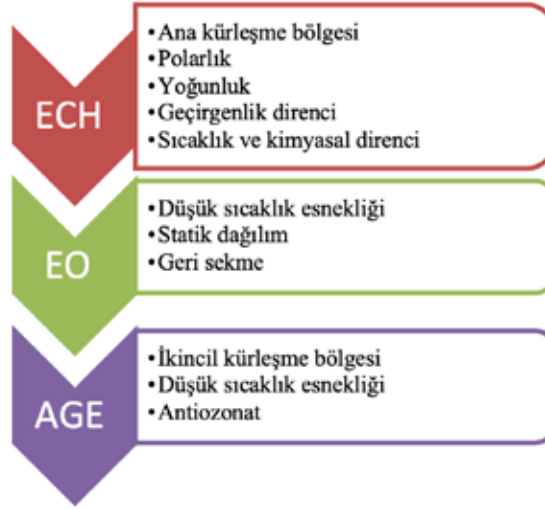 ECH
•Ana kürleşme bölgesi
•Polarlık
•Yoğunluk
•Geçirgenlik direnci
•Sıcaklık ve kimyasal direnci
EO
•Düşük sıcaklık esnekliği
•Statik dağılım
•Geri sekme
AGE
•İkincil kürleşme bölgesi
•Düşük sıcaklık esnekliği
•Antiozonat